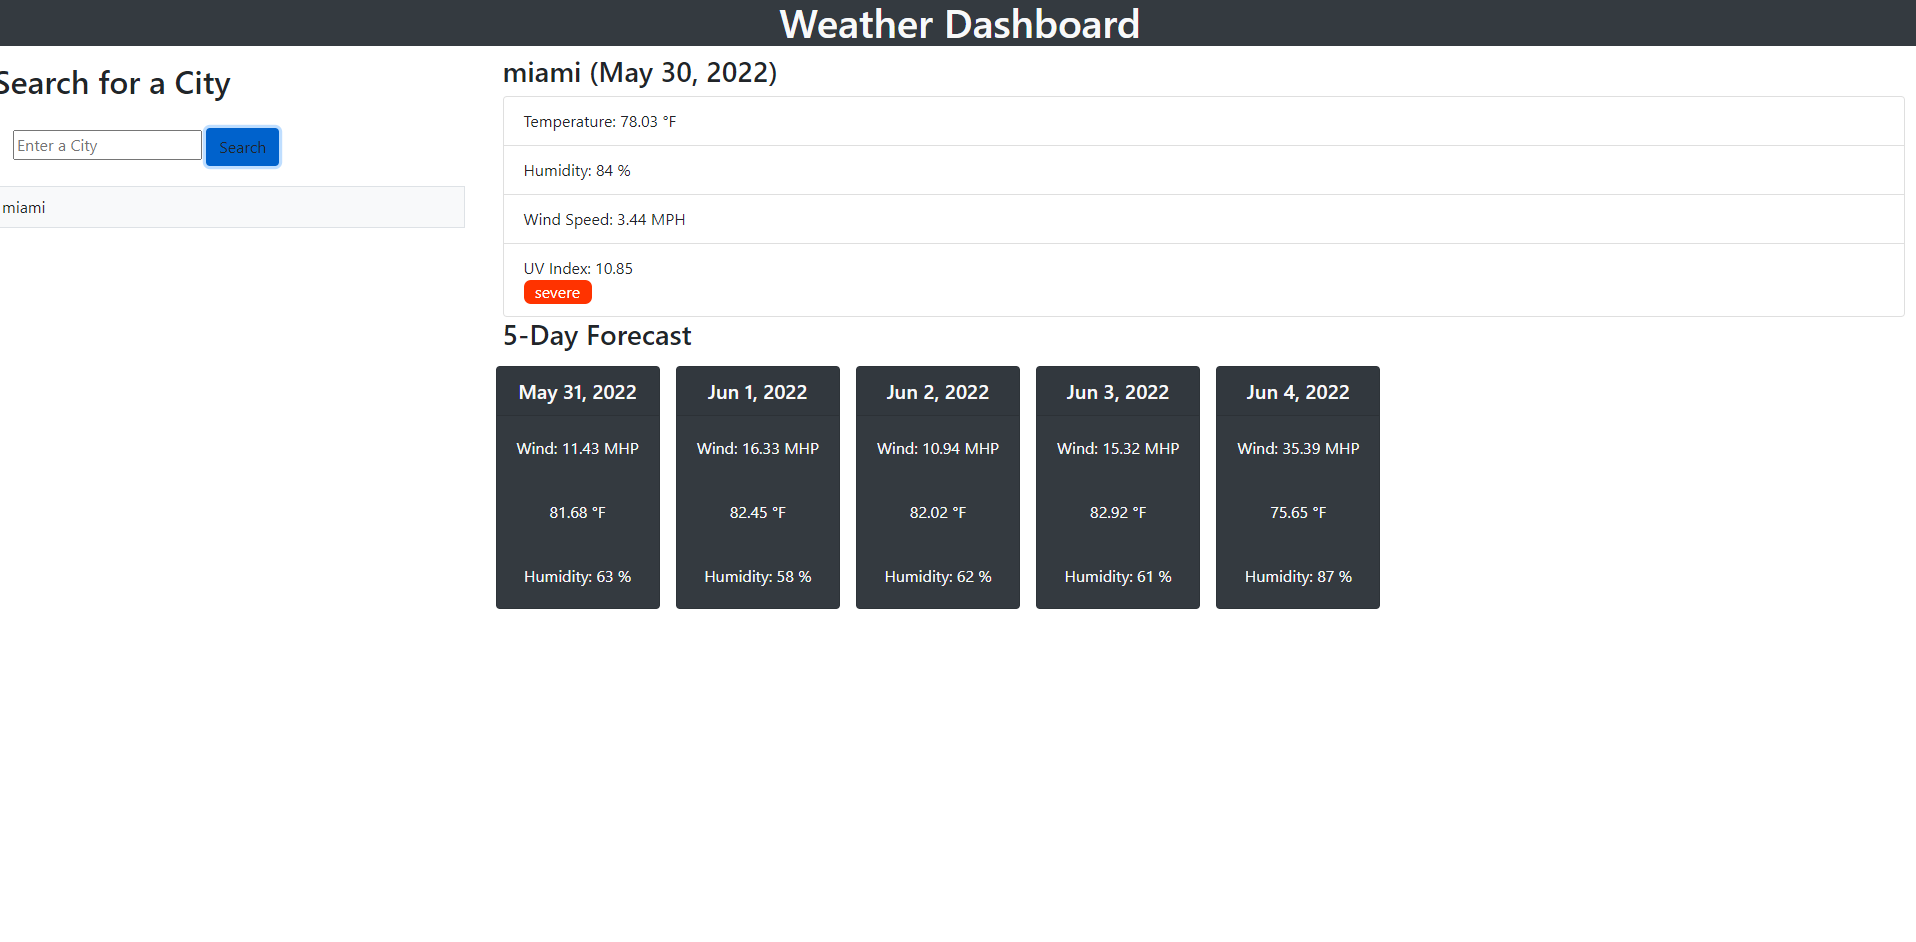 Weather Dashboard
Search for a City
Enter a City
Search
miami
miami (May 30, 2022)
Temperature: 78.03 °F
Humidity: 84 %
Wind Speed: 3.44 MPH
UV Index: 10.85
severe
5-Day Forecast
May 31, 2022
Wind: 11.43 MHP
81.68 °F
Humidity: 63 %
Jun 1, 2022
Wind: 16.33 MHP
82.45 °F
Humidity: 58 %
Jun 2, 2022
Wind: 10.94 MHP
82.02 °F
Humidity: 62 %
Jun 3, 2022
Wind: 15.32 MHP
82.92 °F
Humidity: 61 %
Jun 4, 2022
Wind: 35.39 MHP
75.65 °F
Humidity: 87 %